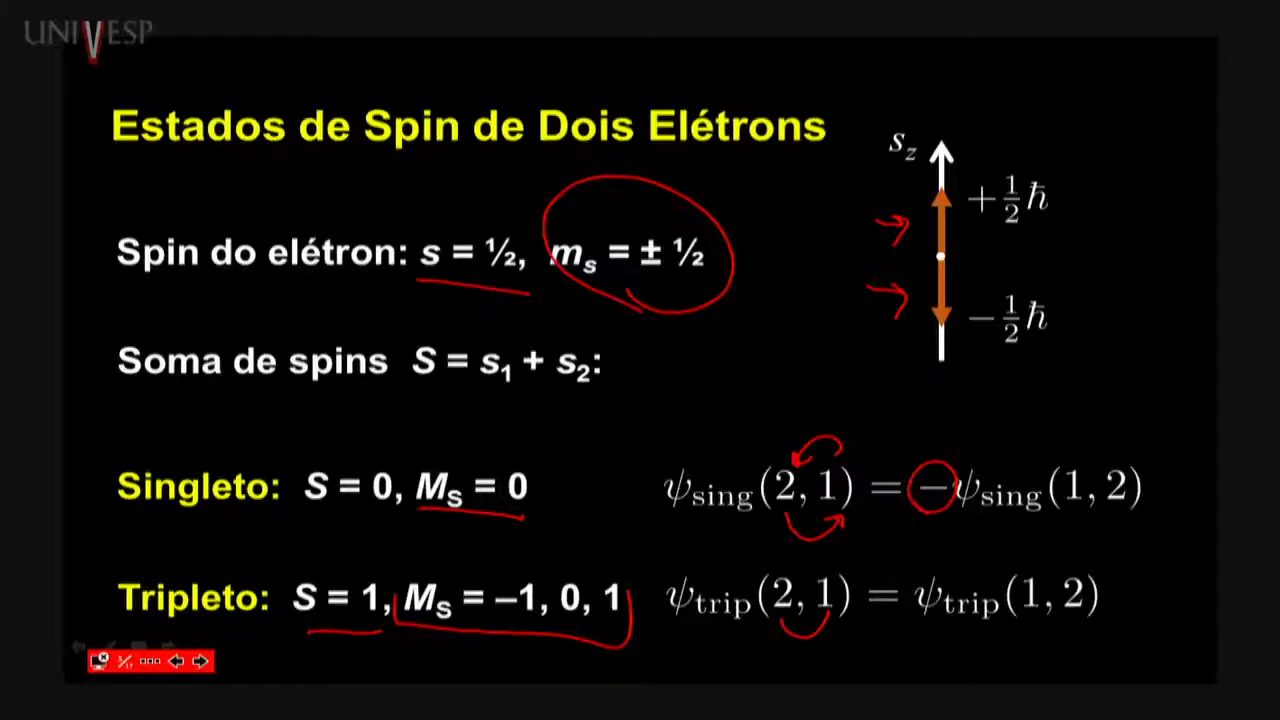 UNIVESP
Estados de Spin de Dois Elétrons
s_z
+½ħ
Spin do elétron: s = ½, m_s = ± ½
−½ħ
Soma de spins S = s₁ + s₂:
Singleto: S = 0, M_S = 0 ψ_sing(2, 1) = −ψ_sing(1, 2)
Tripleto: S = 1, M_S = –1, 0, 1 ψ_trip(2, 1) = ψ_trip(1, 2)